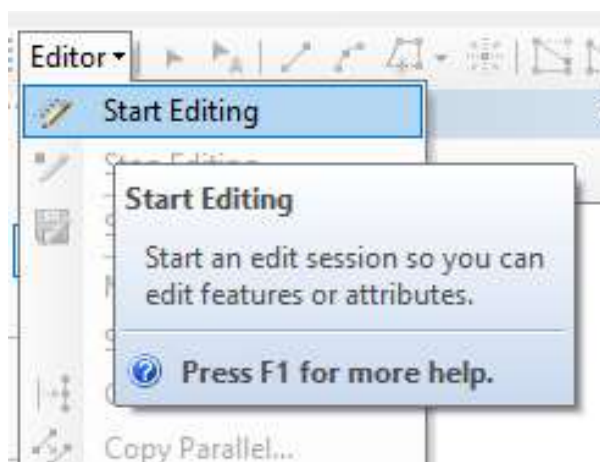 Editor
Start Editing
Start Editing
Start an edit session so you can
edit features or attributes.
Press F1 for more help.
Copy Parallel...